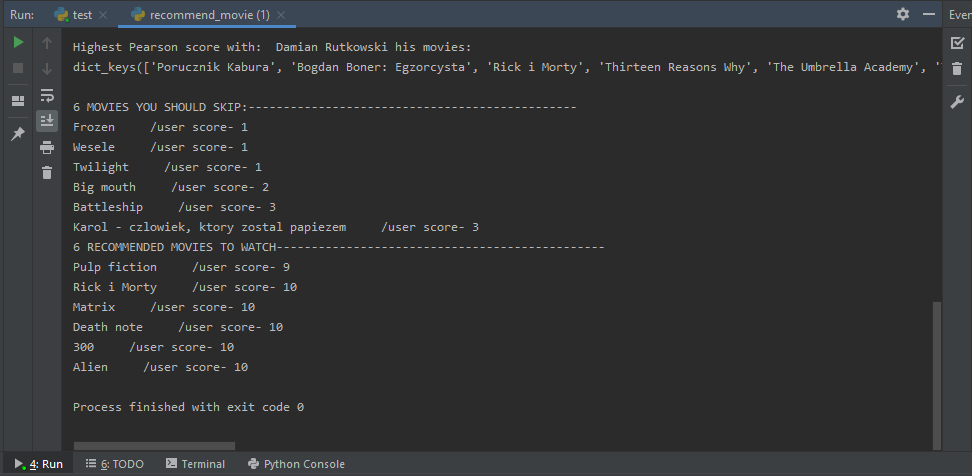 Run: test × recommend_movie (1) × Even
Highest Pearson score with:  Damian Rutkowski his movies:
dict_keys(['Porucznik Kabura', 'Bogdan Boner: Egzorcysta', 'Rick i Morty', 'Thirteen Reasons Why', 'The Umbrella Academy', '
6 MOVIES YOU SHOULD SKIP:-----------------------------------------------
Frozen     /user score- 1
Wesele     /user score- 1
Twilight     /user score- 1
Big mouth     /user score- 2
Battleship     /user score- 3
Karol - czlowiek, ktory zostal papiezem     /user score- 3
6 RECOMMENDED MOVIES TO WATCH-----------------------------------------------
Pulp fiction     /user score- 9
Rick i Morty     /user score- 10
Matrix     /user score- 10
Death note     /user score- 10
300     /user score- 10
Alien     /user score- 10
Process finished with exit code 0
4: Run 6: TODO Terminal Python Console